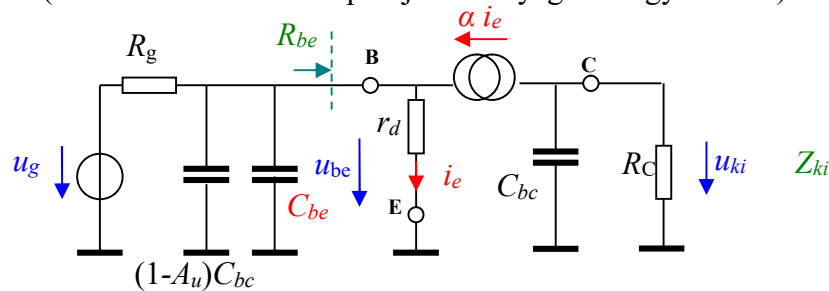 α i_e
R_be
R_g
B
C
r_d
u_g
u_be
i_e
C_be
C_bc
R_C
u_ki
Z_ki
E
(1-A_u)C_bc